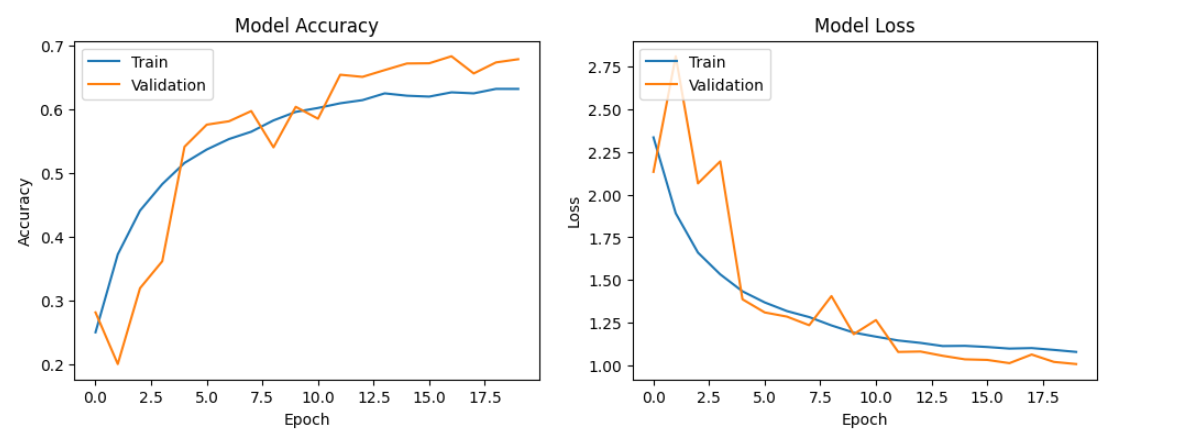 Model Accuracy
0.7
0.6
0.5
0.4
0.3
0.2
Accuracy
Train
Validation
0.0 2.5 5.0 7.5 10.0 12.5 15.0 17.5
Epoch
Model Loss
2.75
2.50
2.25
2.00
1.75
1.50
1.25
1.00
Loss
Train
Validation
0.0 2.5 5.0 7.5 10.0 12.5 15.0 17.5
Epoch